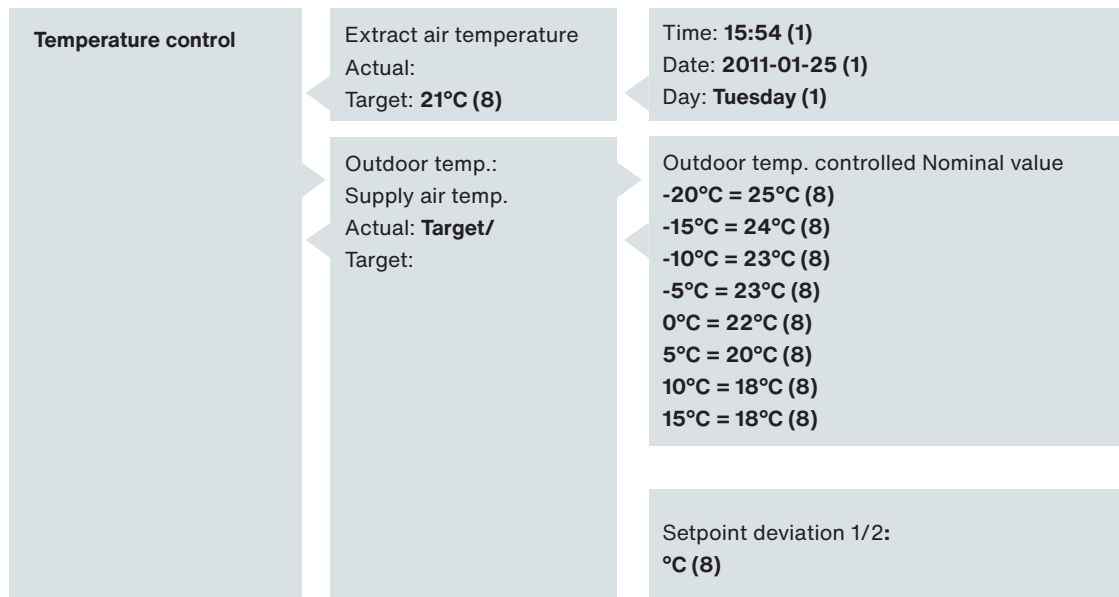 Temperature control
Extract air temperature
Actual:
Target: 21°C (8)
Time: 15:54 (1)
Date: 2011-01-25 (1)
Day: Tuesday (1)
Outdoor temp.:
Supply air temp.
Actual: Target/
Target:
Outdoor temp. controlled Nominal value
-20°C = 25°C (8)
-15°C = 24°C (8)
-10°C = 23°C (8)
-5°C = 23°C (8)
0°C = 22°C (8)
5°C = 20°C (8)
10°C = 18°C (8)
15°C = 18°C (8)
Setpoint deviation 1/2:
°C (8)